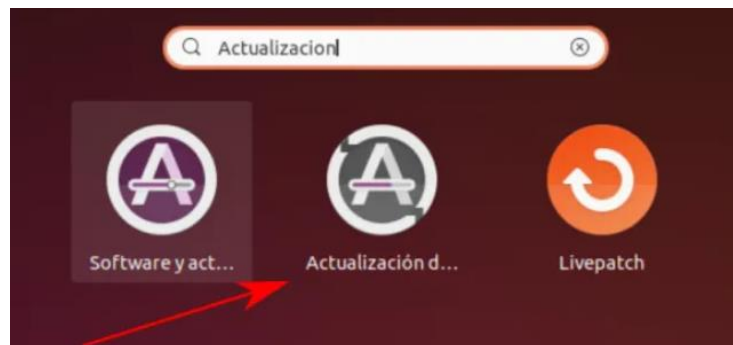 Actualizacion
Software y act...
Actualización d...
Livepatch